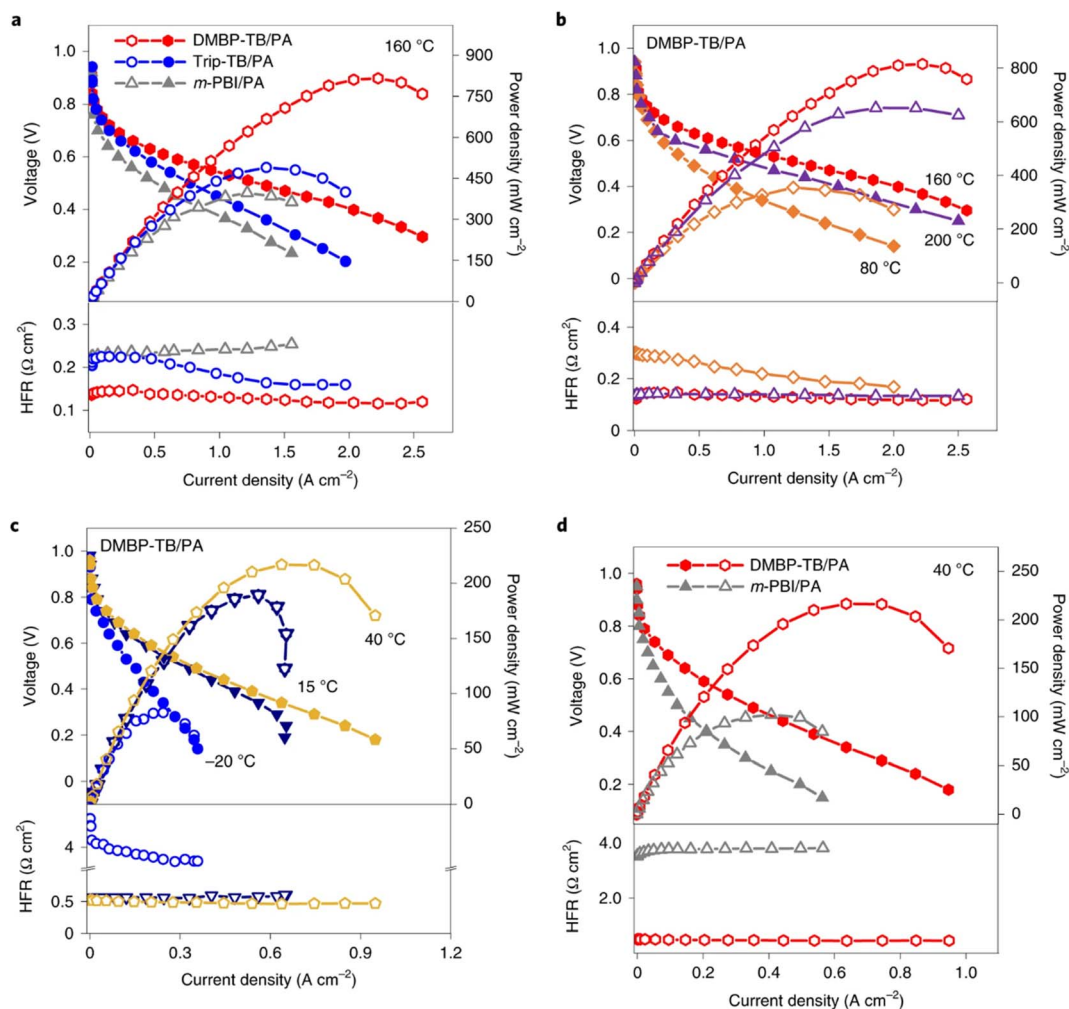 a
DMBP-TB/PA
Trip-TB/PA
m-PBI/PA
160 °C
1.0
0.8
0.6
0.4
0.2
Voltage (V)
900
750
600
450
300
150
0
Power density (mW cm−2)
0.3
0.2
0.1
HFR (Ω cm2)
0 0.5 1.0 1.5 2.0 2.5
Current density (A cm−2)
b
DMBP-TB/PA
1.0
0.8
0.6
0.4
0.2
0
Voltage (V)
800
600
400
200
0
Power density (mW cm−2)
160 °C
200 °C
80 °C
0.4
0.2
0
HFR (Ω cm2)
0 0.5 1.0 1.5 2.0 2.5
Current density (A cm−2)
c
DMBP-TB/PA
1.0
0.8
0.6
0.4
0.2
0
Voltage (V)
250
200
150
100
50
0
Power density (mW cm−2)
40 °C
15 °C
−20 °C
4
0.5
0
HFR (Ω cm2)
0 0.3 0.6 0.9 1.2
Current density (A cm−2)
d
DMBP-TB/PA
m-PBI/PA
40 °C
1.0
0.8
0.6
0.4
0.2
Voltage (V)
250
200
150
100
50
0
Power density (mW cm−2)
4.0
2.0
HFR (Ω cm2)
0 0.2 0.4 0.6 0.8 1.0
Current density (A cm−2)